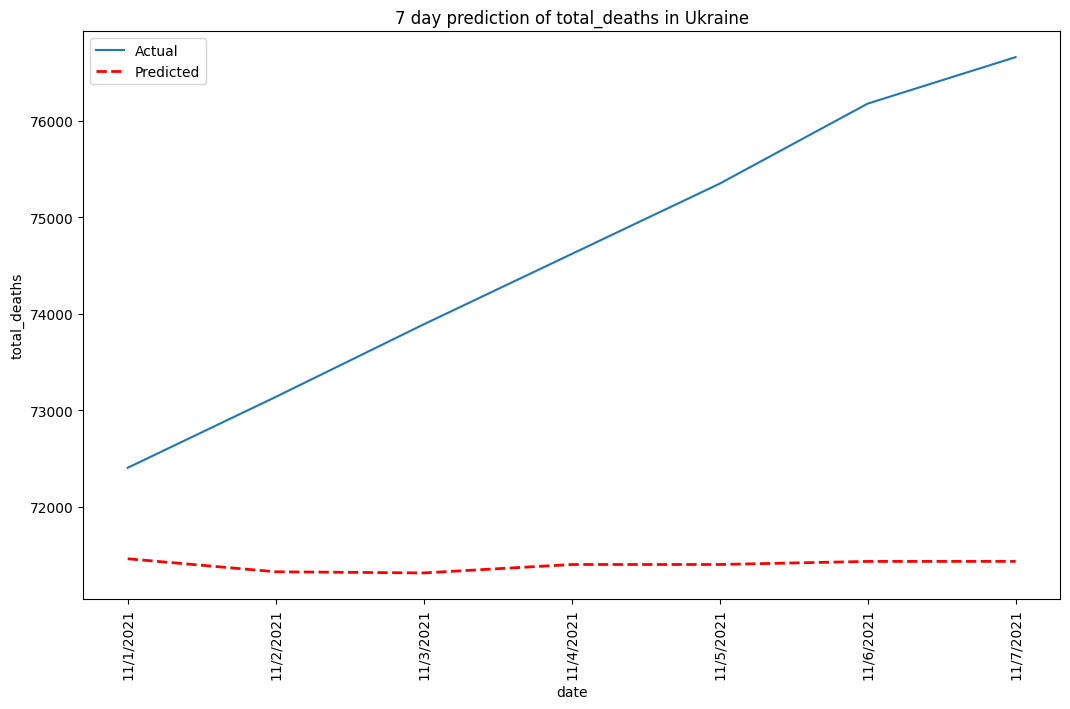 7 day prediction of total_deaths in Ukraine
Actual
Predicted
76000
75000
74000
73000
72000
total_deaths
11/1/2021
11/2/2021
11/3/2021
11/4/2021
11/5/2021
11/6/2021
11/7/2021
date